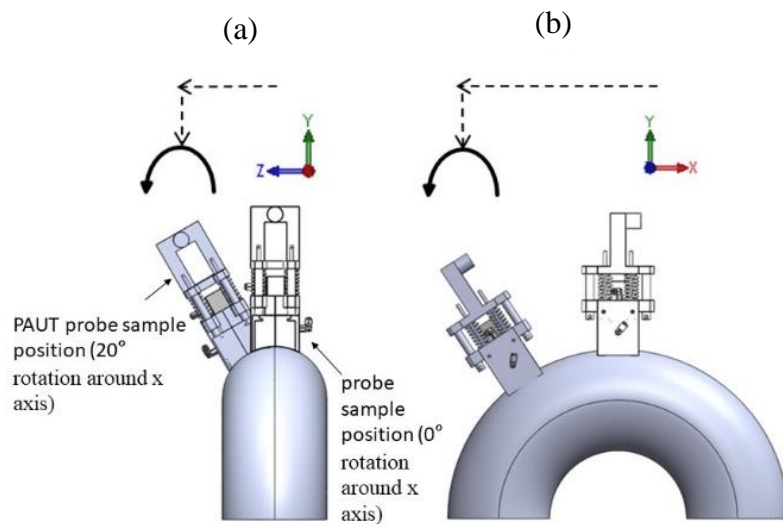 (a)
(b)
Y
Z
Y
X
PAUT probe sample
position (20° 
rotation around x
axis)
probe
sample
position (0°
rotation
around x
axis)